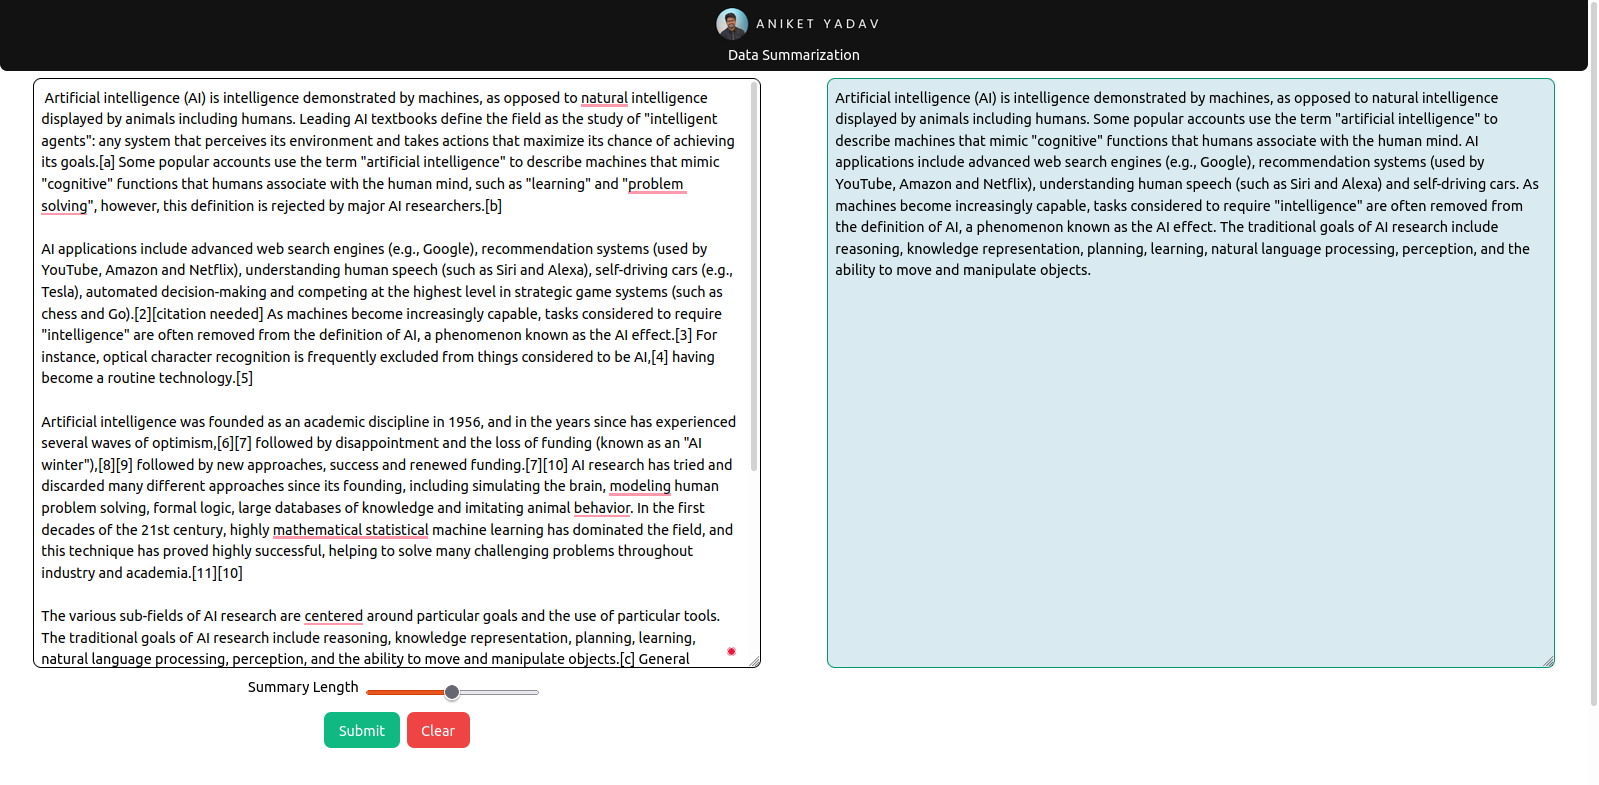 ANIKET YADAV
Data Summarization
Artificial intelligence (AI) is intelligence demonstrated by machines, as opposed to natural intelligence
displayed by animals including humans. Leading AI textbooks define the field as the study of "intelligent
agents": any system that perceives its environment and takes actions that maximize its chance of achieving
its goals.[a] Some popular accounts use the term "artificial intelligence" to describe machines that mimic
"cognitive" functions that humans associate with the human mind, such as "learning" and "problem
solving", however, this definition is rejected by major AI researchers.[b]
AI applications include advanced web search engines (e.g., Google), recommendation systems (used by
YouTube, Amazon and Netflix), understanding human speech (such as Siri and Alexa), self-driving cars (e.g.,
Tesla), automated decision-making and competing at the highest level in strategic game systems (such as
chess and Go).[2][citation needed] As machines become increasingly capable, tasks considered to require
"intelligence" are often removed from the definition of AI, a phenomenon known as the AI effect.[3] For
instance, optical character recognition is frequently excluded from things considered to be AI,[4] having
become a routine technology.[5]
Artificial intelligence was founded as an academic discipline in 1956, and in the years since has experienced
several waves of optimism,[6][7] followed by disappointment and the loss of funding (known as an "AI
winter"),[8][9] followed by new approaches, success and renewed funding.[7][10] AI research has tried and
discarded many different approaches since its founding, including simulating the brain, modeling human
problem solving, formal logic, large databases of knowledge and imitating animal behavior. In the first
decades of the 21st century, highly mathematical statistical machine learning has dominated the field, and
this technique has proved highly successful, helping to solve many challenging problems throughout
industry and academia.[11][10]
The various sub-fields of AI research are centered around particular goals and the use of particular tools.
The traditional goals of AI research include reasoning, knowledge representation, planning, learning,
natural language processing, perception, and the ability to move and manipulate objects.[c] General
Artificial intelligence (AI) is intelligence demonstrated by machines, as opposed to natural intelligence
displayed by animals including humans. Some popular accounts use the term "artificial intelligence" to
describe machines that mimic "cognitive" functions that humans associate with the human mind. AI
applications include advanced web search engines (e.g., Google), recommendation systems (used by
YouTube, Amazon and Netflix), understanding human speech (such as Siri and Alexa) and self-driving cars. As
machines become increasingly capable, tasks considered to require "intelligence" are often removed from
the definition of AI, a phenomenon known as the AI effect. The traditional goals of AI research include
reasoning, knowledge representation, planning, learning, natural language processing, perception, and the
ability to move and manipulate objects.
Summary Length
Submit
Clear